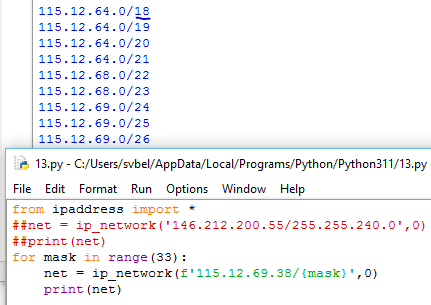 115.12.64.0/18
115.12.64.0/19
115.12.64.0/20
115.12.64.0/21
115.12.68.0/22
115.12.68.0/23
115.12.69.0/24
115.12.69.0/25
115.12.69.0/26
13.py - C:/Users/svbel/AppData/Local/Programs/Python/Python311/13.py
File Edit Format Run Options Window Help
from ipaddress import *
##net = ip_network('146.212.200.55/255.255.240.0',0)
##print(net)
for mask in range(33):
    net = ip_network(f'115.12.69.38/{mask}',0)
    print(net)